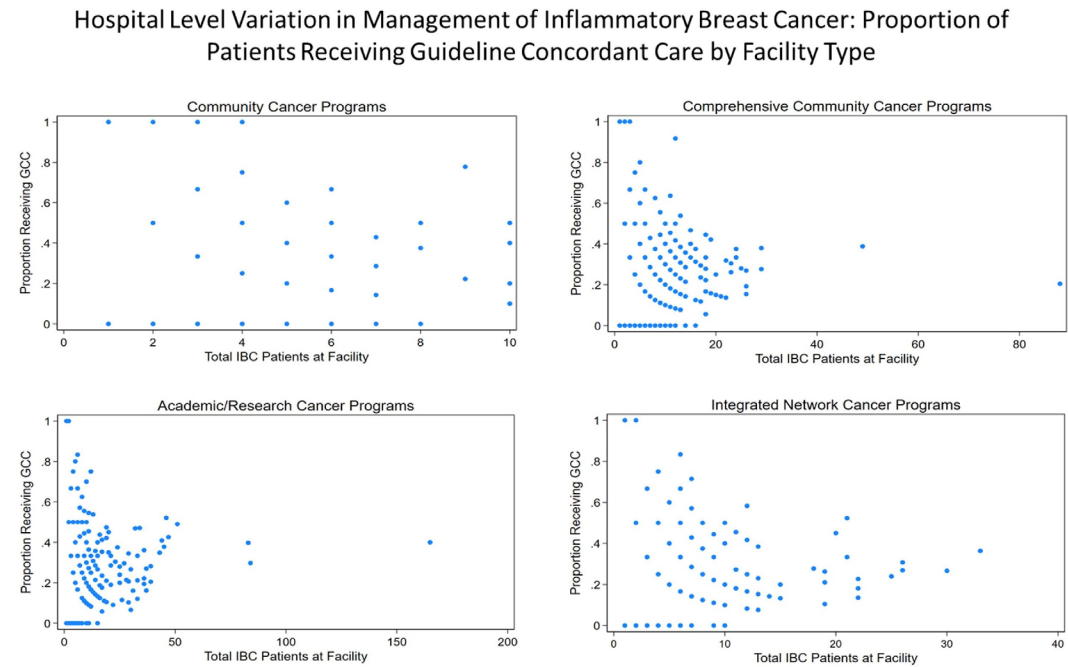 Hospital Level Variation in Management of Inflammatory Breast Cancer: Proportion of
Patients Receiving Guideline Concordant Care by Facility Type
Community Cancer Programs
Proportion Receiving GCC
1
.8
.6
.4
.2
0
0 2 4 6 8 10
Total IBC Patients at Facility
Comprehensive Community Cancer Programs
Proportion Receiving GCC
1
.8
.6
.4
.2
0
0 20 40 60 80
Total IBC Patients at Facility
Academic/Research Cancer Programs
Proportion Receiving GCC
1
.8
.6
.4
.2
0
0 50 100 150 200
Total IBC Patients at Facility
Integrated Network Cancer Programs
Proportion Receiving GCC
1
.8
.6
.4
.2
0
0 10 20 30 40
Total IBC Patients at Facility